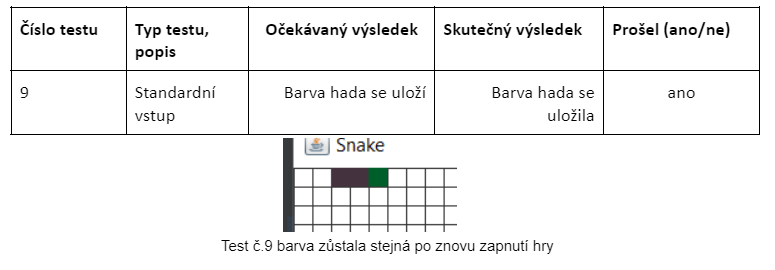 Číslo testu
Typ testu,
popis
Očekávaný výsledek
Skutečný výsledek
Prošel (ano/ne)
9
Standardní
vstup
Barva hada se uloží
Barva hada se
uložila
ano
Snake
Test č.9 barva zůstala stejná po znovu zapnutí hry